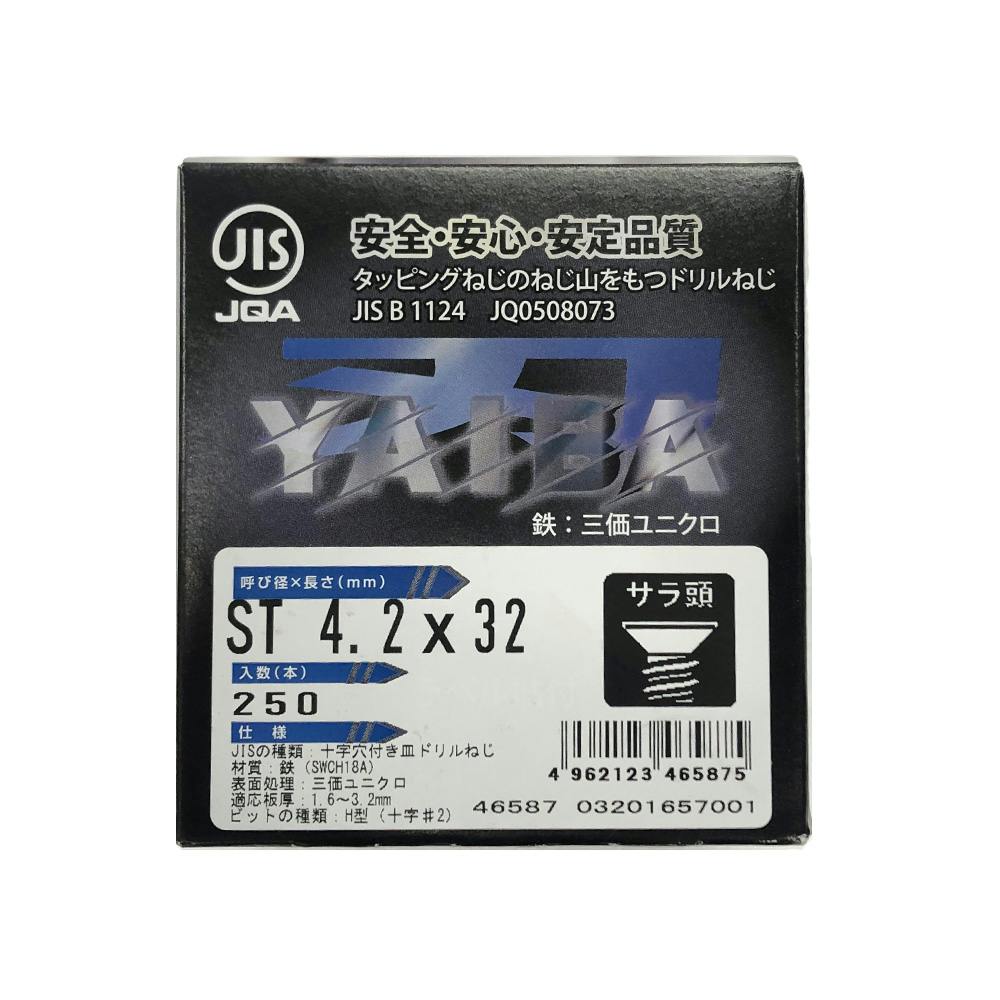 JIS
JQA
安全・安心・安定品質
タッピングねじのねじ山をもつドリルねじ
JIS B 1124 JQ0508073
YAIBA
鉄：三価ユニクロ
呼び径×長さ(mm)
ST 4.2x32
サラ頭
入数(本)
250
仕 様
JISの種類：十字穴付き皿ドリルねじ
材質：鉄（SWCH18A）
表面処理：三価ユニクロ
適応板厚：1.6～3.2mm
ビットの種類：H型（十字#2）
4 962123 465875
46587 03201657001